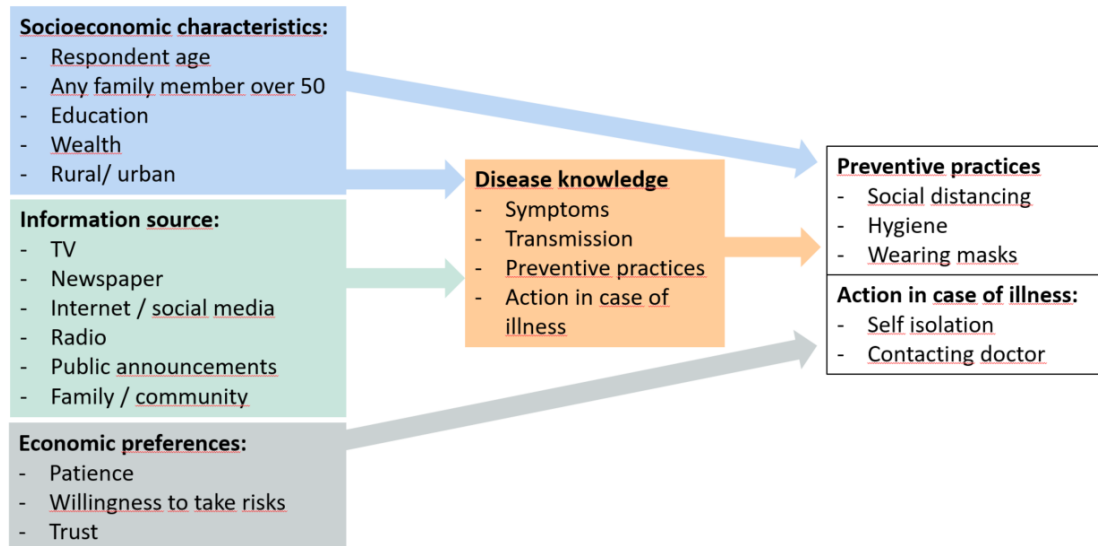 Socioeconomic characteristics:
- Respondent age
- Any family member over 50
- Education
- Wealth
- Rural/ urban
Information source:
- TV
- Newspaper
- Internet / social media
- Radio
- Public announcements
- Family / community
Economic preferences:
- Patience
- Willingness to take risks
- Trust
Disease knowledge
- Symptoms
- Transmission
- Preventive practices
- Action in case of
illness
Preventive practices
- Social distancing
- Hygiene
- Wearing masks
Action in case of illness:
- Self isolation
- Contacting doctor